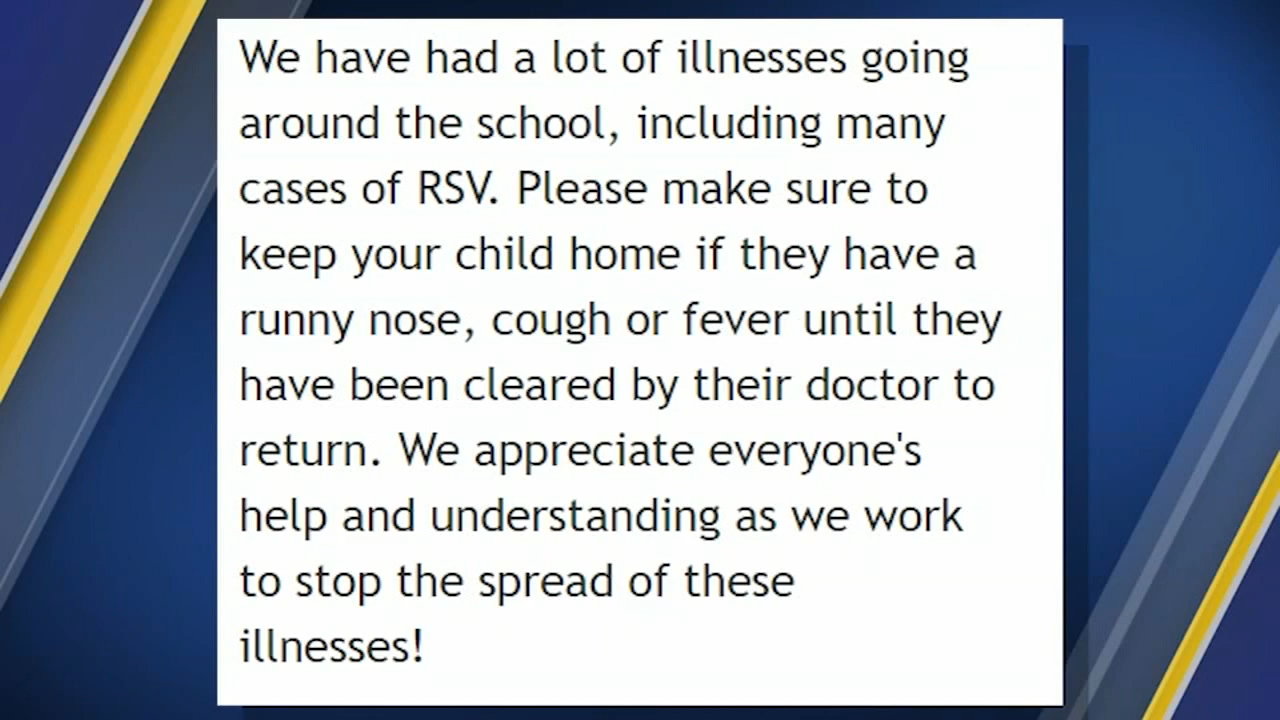 We have had a lot of illnesses going
around the school, including many
cases of RSV. Please make sure to
keep your child home if they have a
runny nose, cough or fever until they
have been cleared by their doctor to
return. We appreciate everyone's
help and understanding as we work
to stop the spread of these
illnesses!